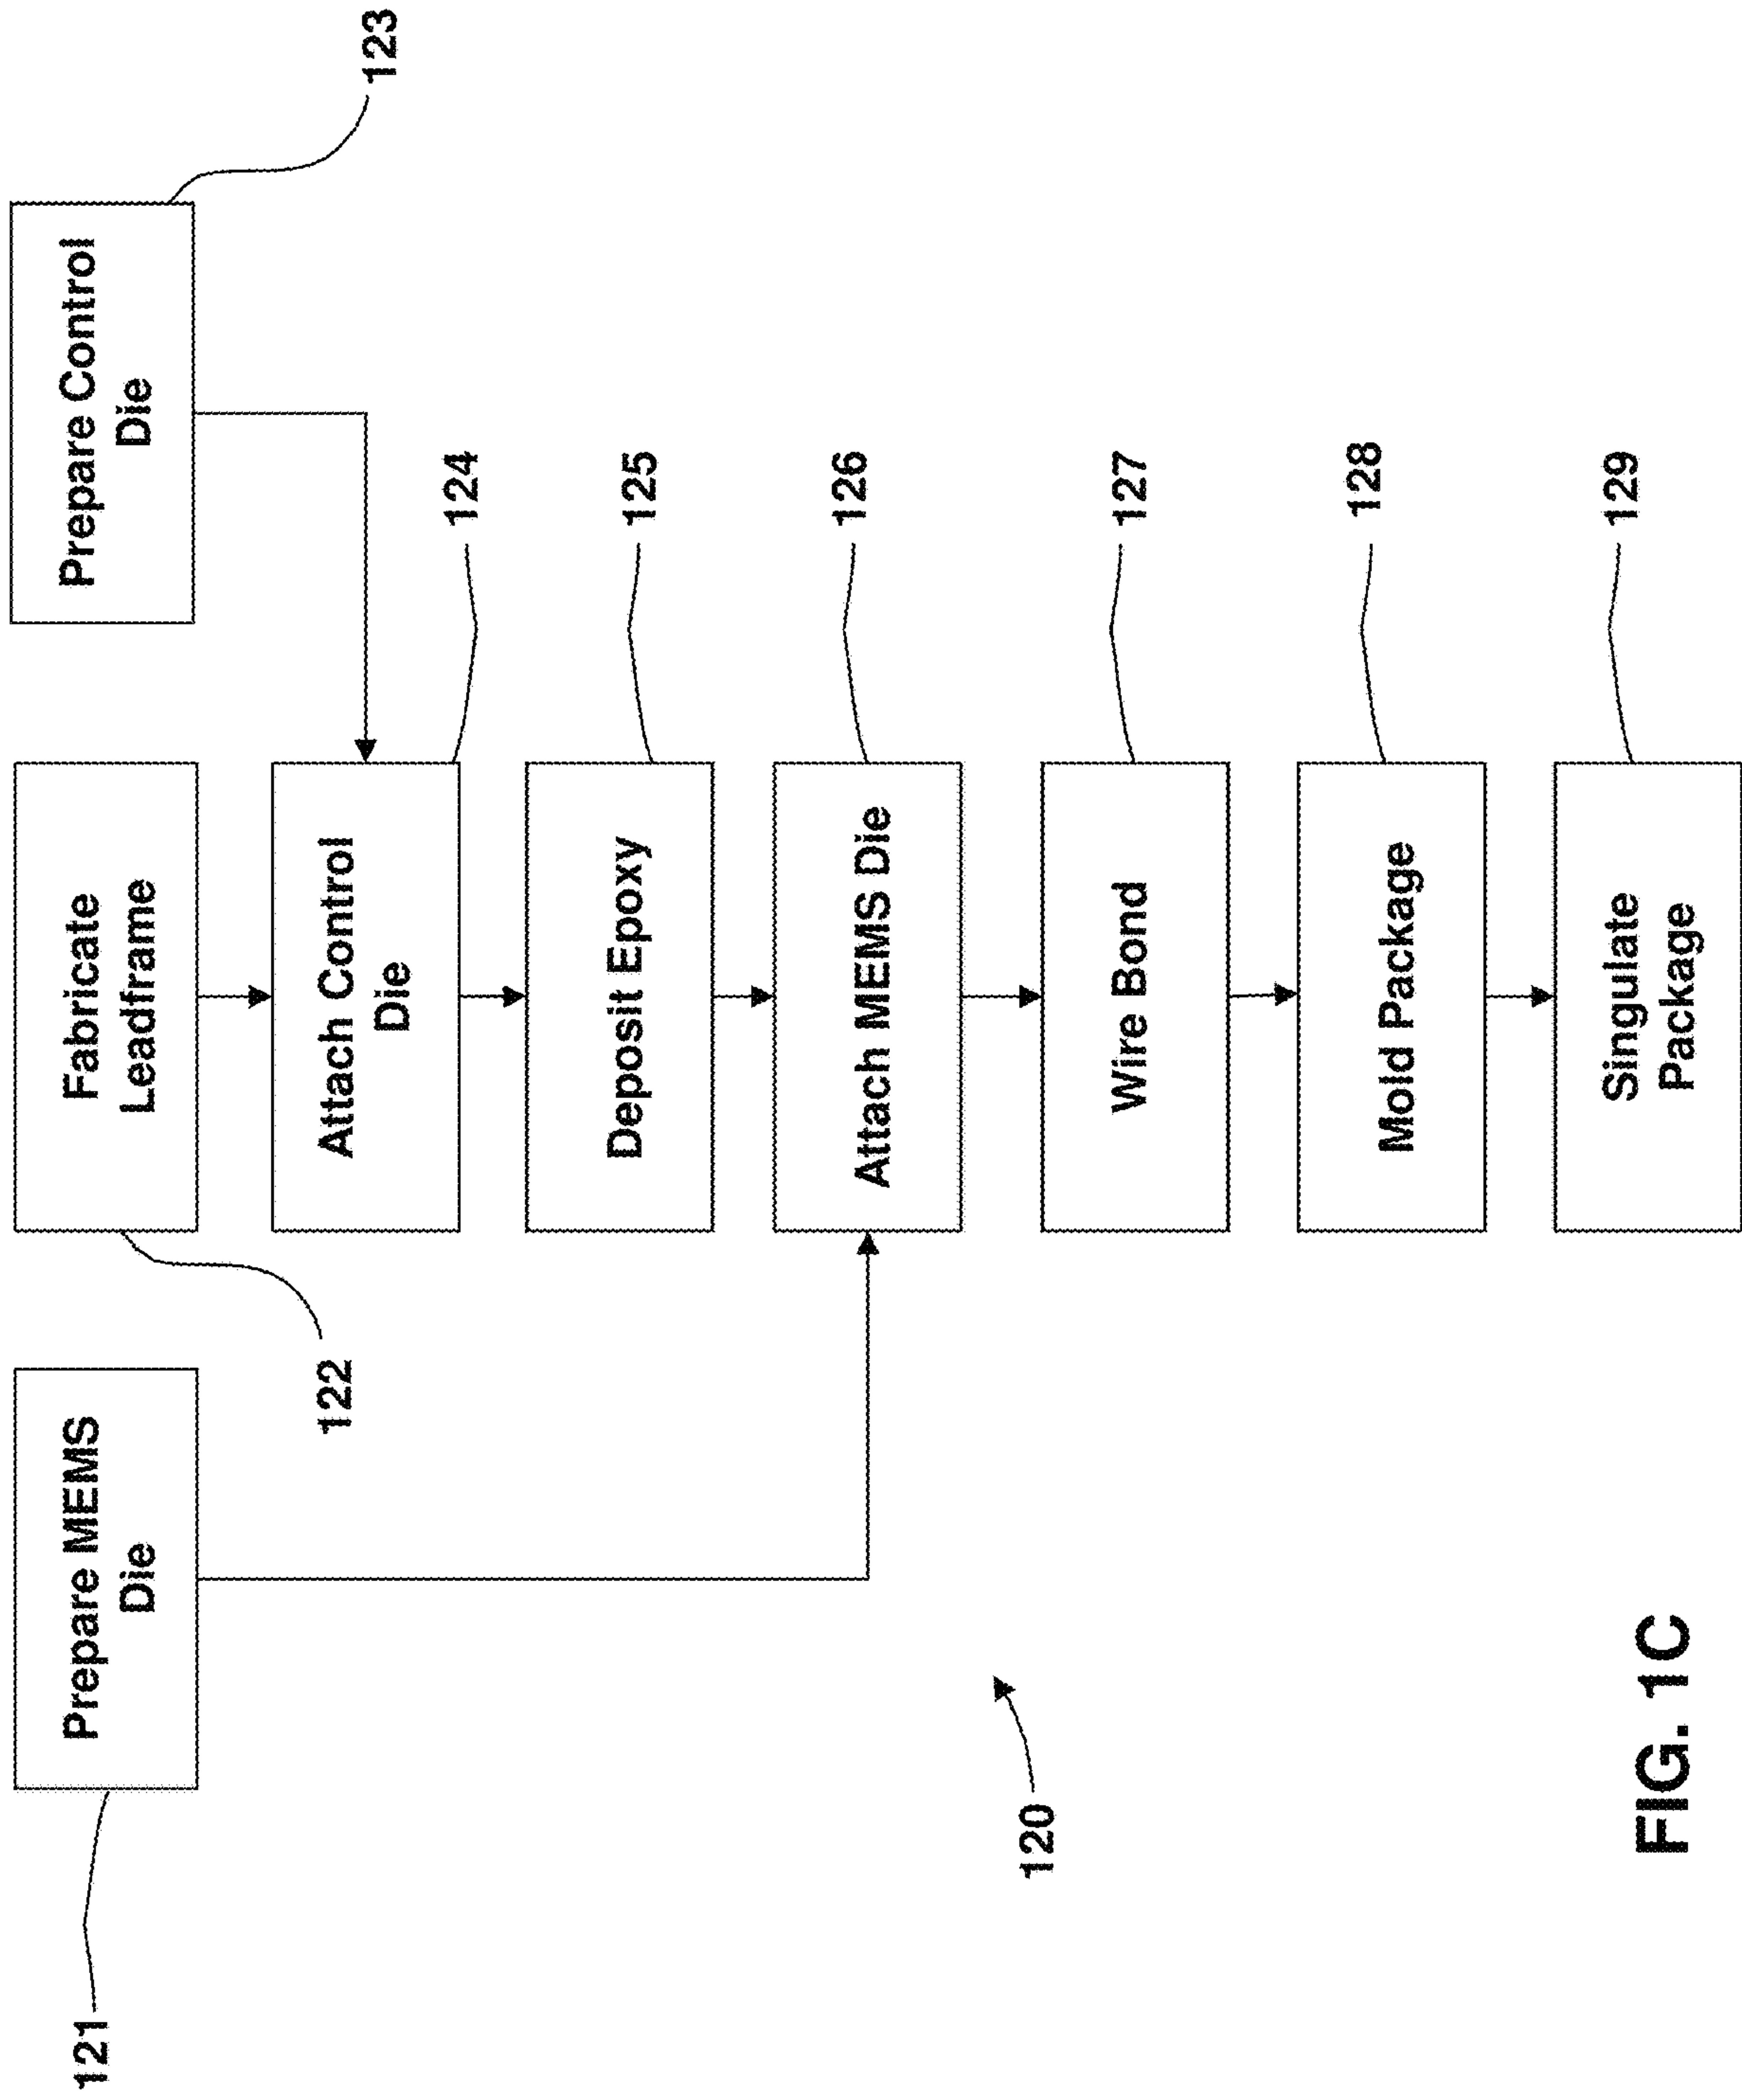 121
Prepare MEMS
Die
122
Fabricate
Leadframe
Prepare Control
Die
123
Attach Control
Die
124
Deposit Epoxy
125
Attach MEMS Die
126
120
Wire Bond
127
Mold Package
128
Singulate
Package
129
FIG. 1C